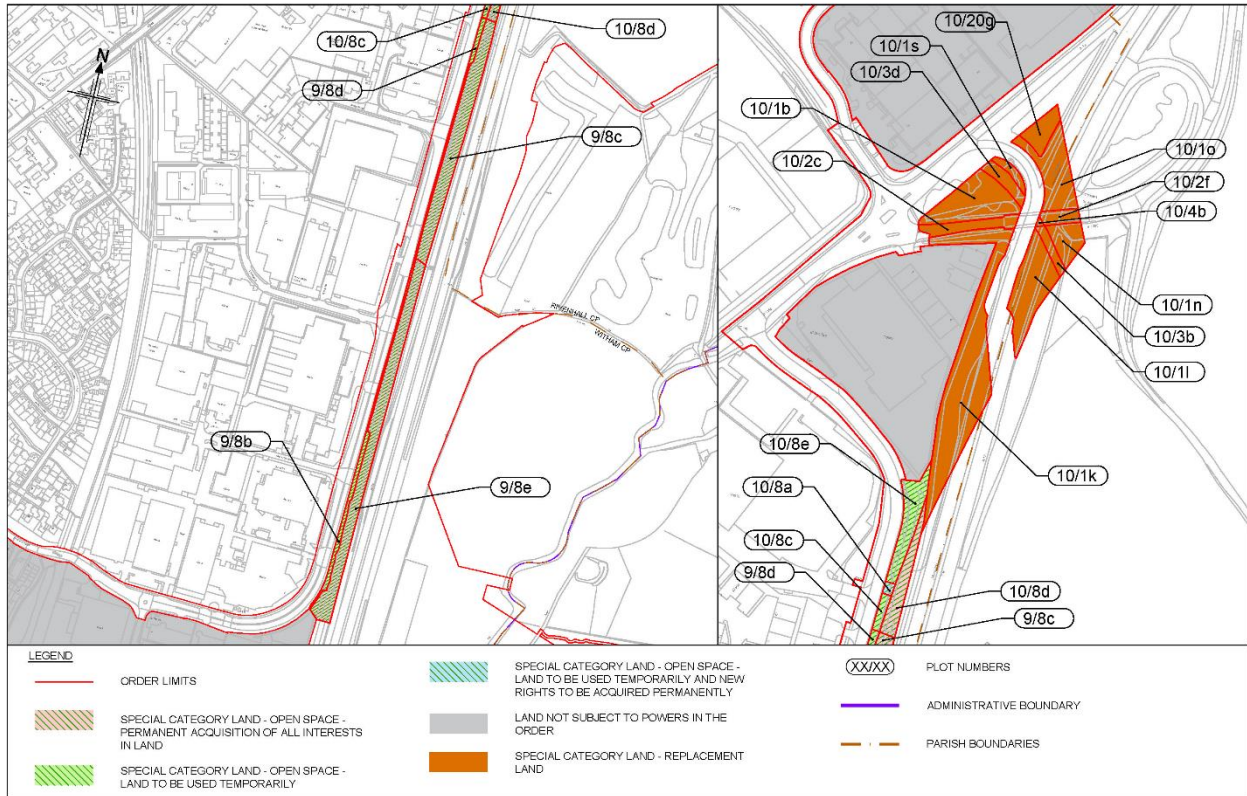 10/8c
10/8d
9/8d
9/8c
N
RIVENHALL CP
WITHAM CP
9/8b
9/8e
10/20g
10/1s
10/3d
10/1b
10/2c
10/1o
10/2f
10/4b
10/1n
10/3b
10/1l
10/1k
10/8e
10/8a
10/8c
9/8d
10/8d
9/8c
LEGEND
ORDER LIMITS
SPECIAL CATEGORY LAND - OPEN SPACE -
PERMANENT ACQUISITION OF ALL INTERESTS
IN LAND
SPECIAL CATEGORY LAND - OPEN SPACE -
LAND TO BE USED TEMPORARILY
SPECIAL CATEGORY LAND - OPEN SPACE -
LAND TO BE USED TEMPORARILY AND NEW
RIGHTS TO BE ACQUIRED PERMANENTLY
LAND NOT SUBJECT TO POWERS IN THE
ORDER
SPECIAL CATEGORY LAND - REPLACEMENT
LAND
XX/XX PLOT NUMBERS
ADMINISTRATIVE BOUNDARY
PARISH BOUNDARIES